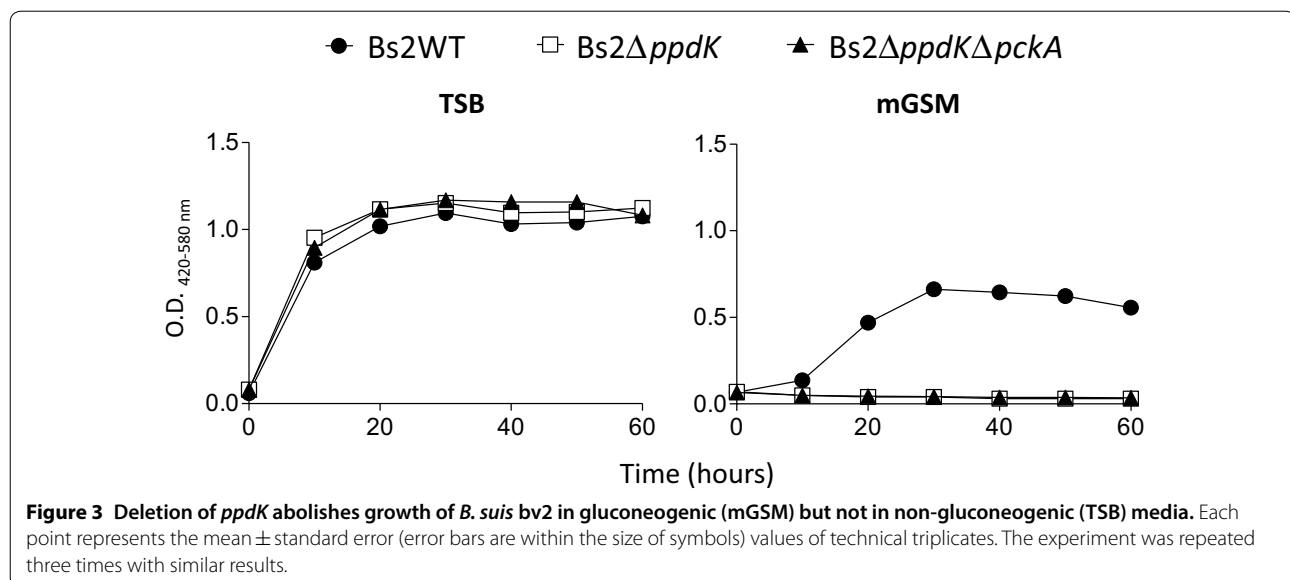 Bs2WT Bs2ΔppdK Bs2ΔppdKΔpckA
TSB mGSM
O.D. 420-580 nm
1.5
1.0
0.5
0.0
0 20 40 60
1.5
1.0
0.5
0.0
0 20 40 60
Time (hours)
Figure 3 Deletion of ppdK abolishes growth of B. suis bv2 in gluconeogenic (mGSM) but not in non-gluconeogenic (TSB) media. Each
point represents the mean ± standard error (error bars are within the size of symbols) values of technical triplicates. The experiment was repeated
three times with similar results.